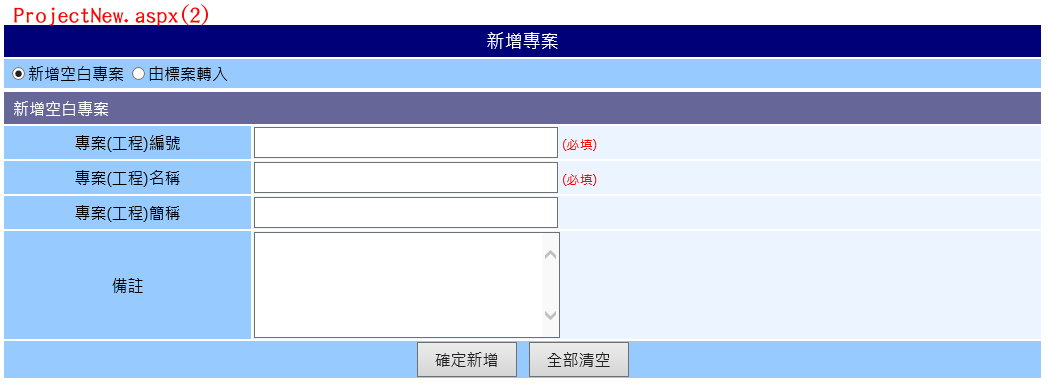 ProjectNew.aspx(2)
新增專案
新增空白專案 由標案轉入
新增空白專案
專案(工程)編號 (必填)
專案(工程)名稱 (必填)
專案(工程)簡稱
備註
確定新增 全部清空